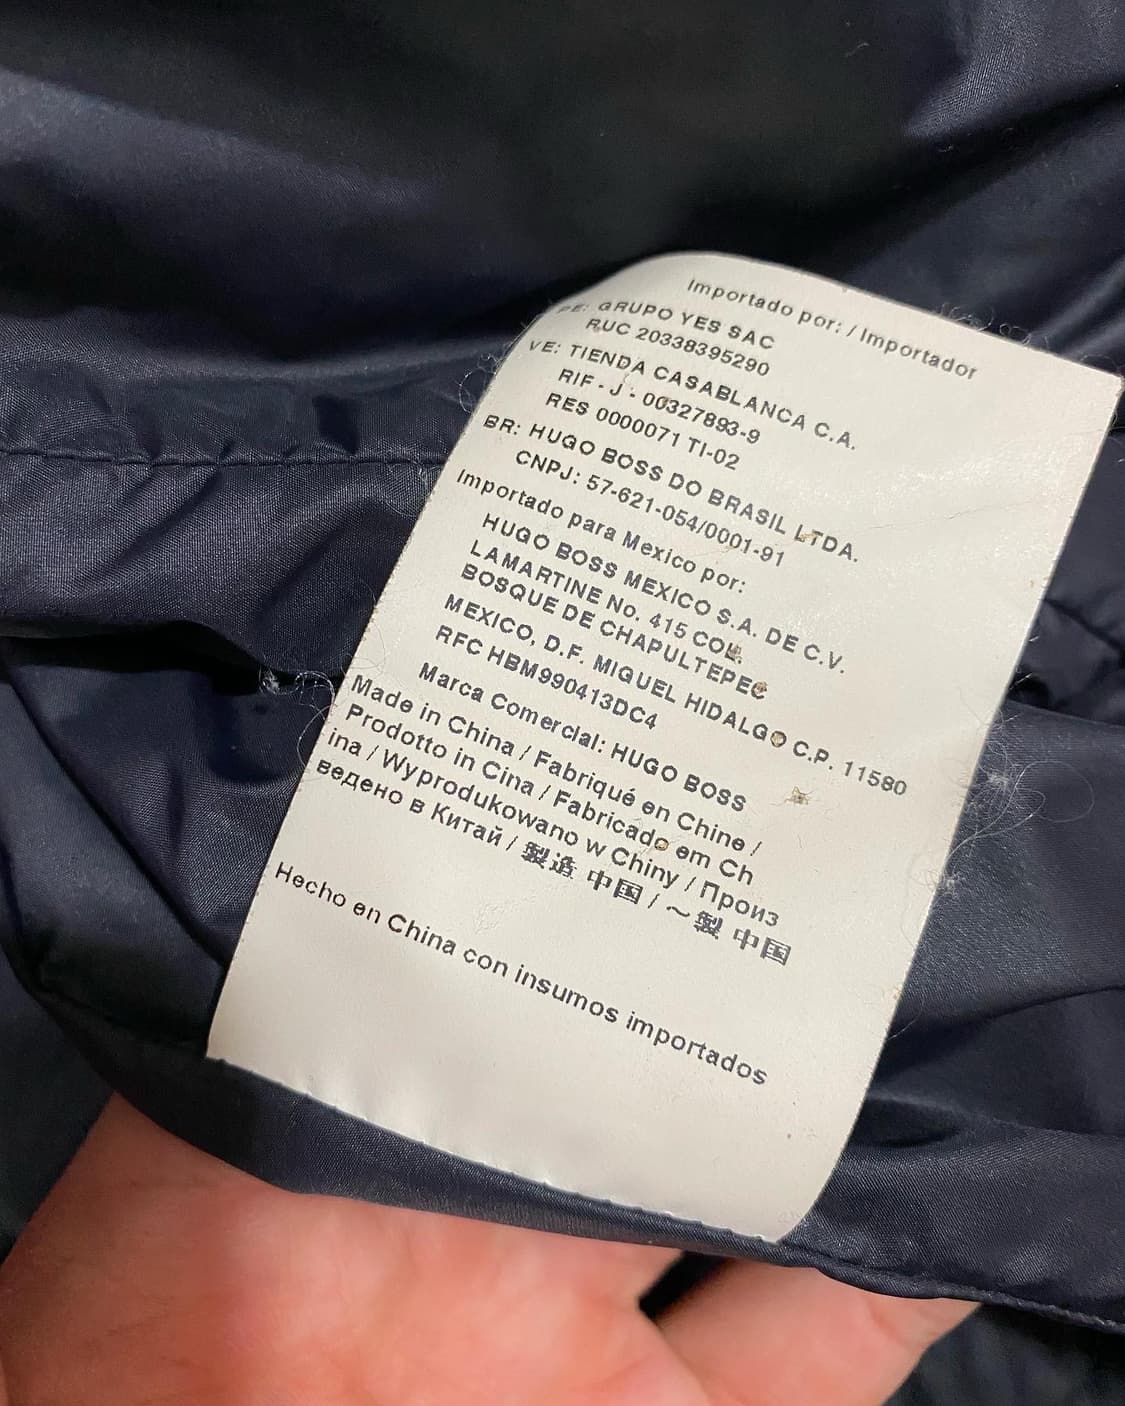 Importado por: / Importador
PE: GRUPO YES SAC
RUC 20338395290
VE: TIENDA CASABLANCA C.A.
RIF - J - 00327893-9
RES 0000071 TI-02
BR: HUGO BOSS DO BRASIL LTDA.
CNPJ: 57-621-054/0001-91
Importado para Mexico por:
HUGO BOSS MEXICO S.A. DE C.V.
LAMARTINE No. 415 COL.
BOSQUE DE CHAPULTEPEC
MEXICO, D.F. MIGUEL HIDALGO C.P. 11580
RFC HBM990413DC4
Marca Comercial: HUGO BOSS
Made in China / Fabriqué en Chine /
Prodotto in Cina / Fabricado em Ch
ina / Wyprodukowano w Chiny / Произ
ведено в Китай / 製造 中国 / ～製 中国
Hecho en China con insumos importados